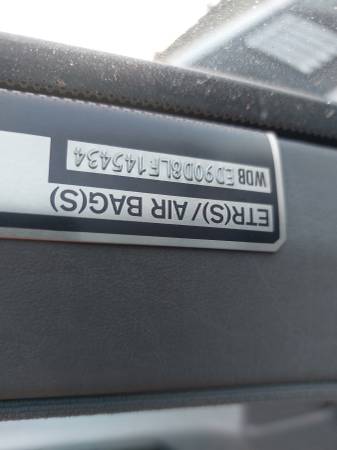 ETR(S)/AIR BAG(S)
WDB ED90D8LF145434